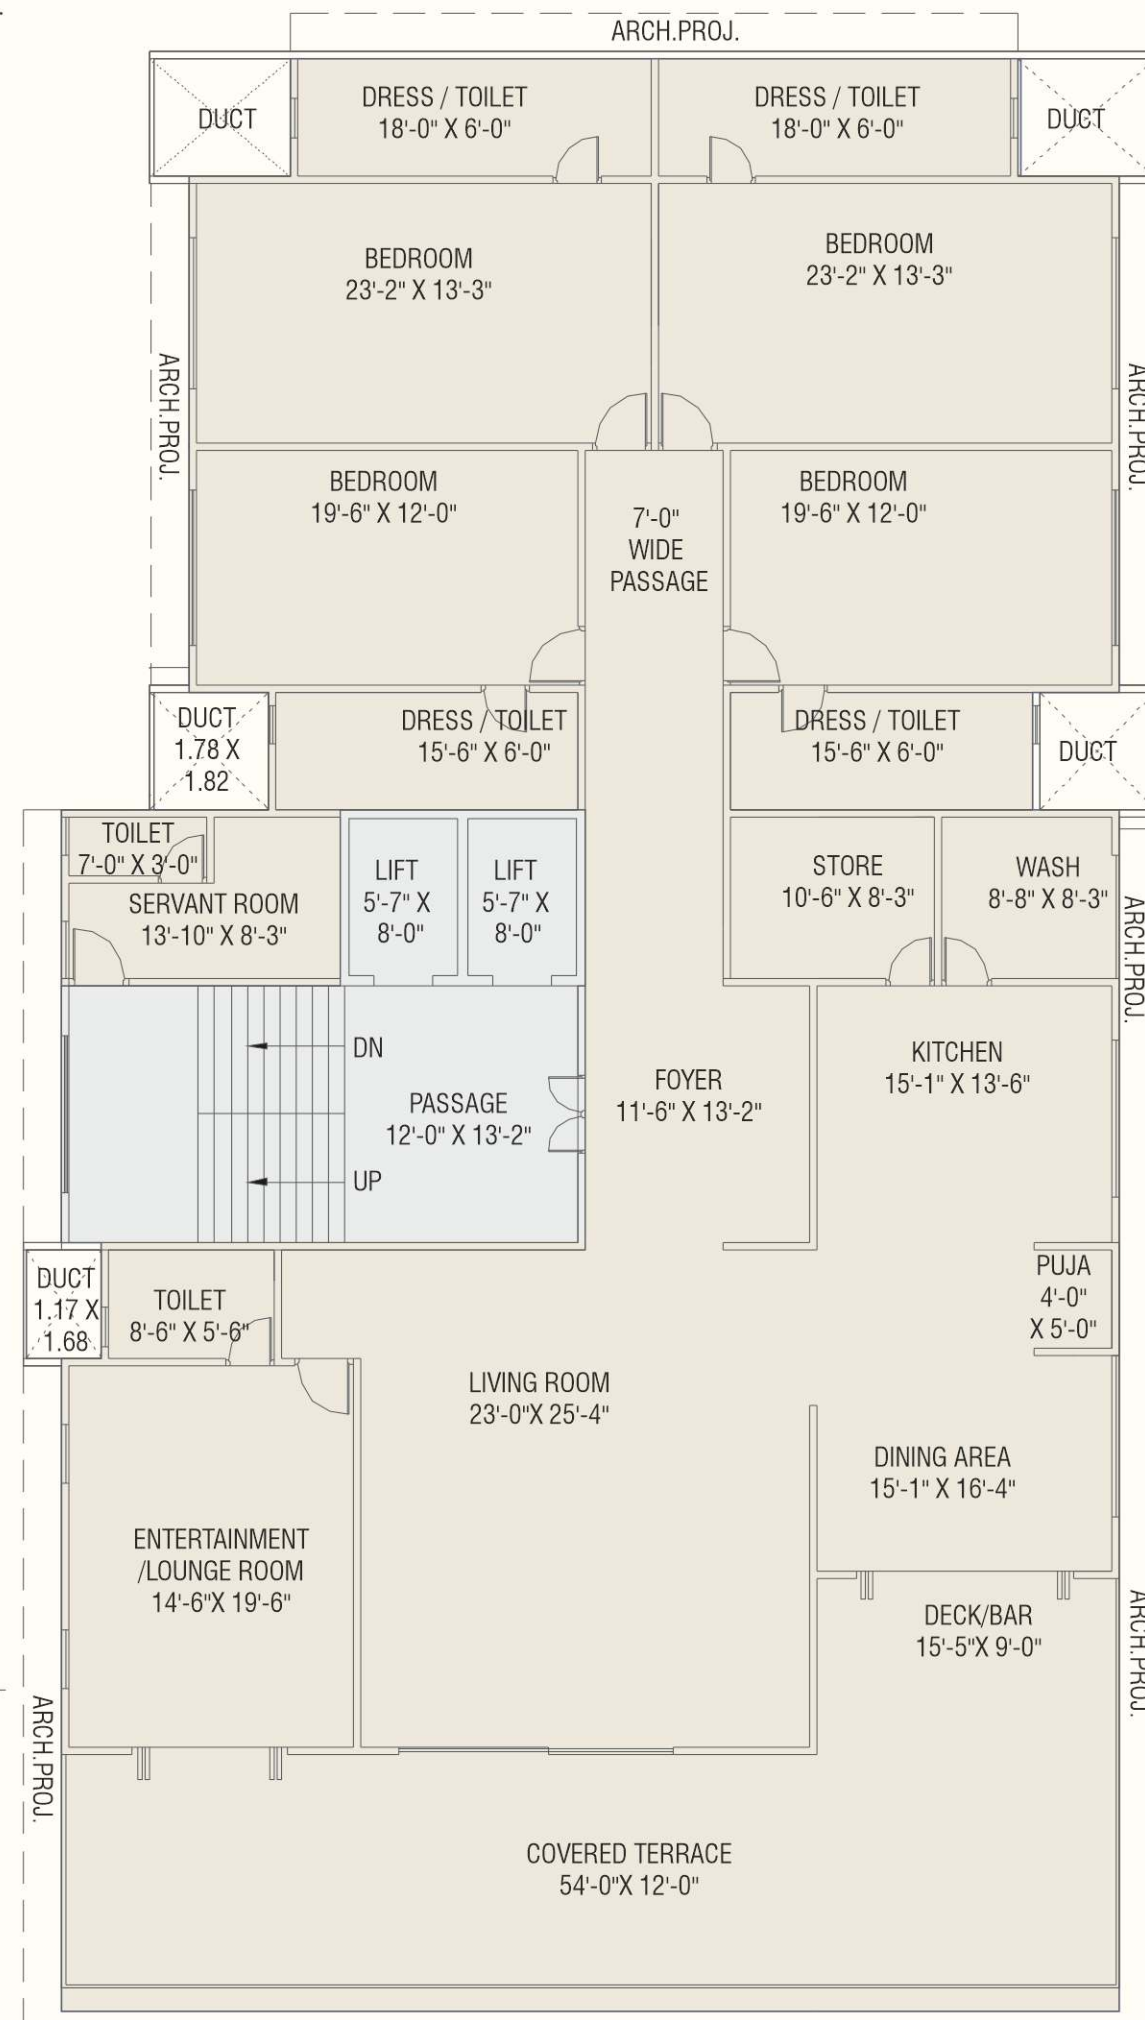 ARCH.PROJ.
DUCT
DRESS / TOILET
18'-0" X 6'-0"
DRESS / TOILET
18'-0" X 6'-0"
DUCT
BEDROOM
23'-2" X 13'-3"
BEDROOM
23'-2" X 13'-3"
ARCH.PROJ.
ARCH.PROJ.
BEDROOM
19'-6" X 12'-0"
7'-0"
WIDE
PASSAGE
BEDROOM
19'-6" X 12'-0"
DUCT
1.78 X
1.82
DRESS / TOILET
15'-6" X 6'-0"
DRESS / TOILET
15'-6" X 6'-0"
DUCT
TOILET
7'-0" X 3'-0"
SERVANT ROOM
13'-10" X 8'-3"
LIFT
5'-7" X
8'-0"
LIFT
5'-7" X
8'-0"
STORE
10'-6" X 8'-3"
WASH
8'-8" X 8'-3"
ARCH.PROJ.
DN
PASSAGE
12'-0" X 13'-2"
UP
FOYER
11'-6" X 13'-2"
KITCHEN
15'-1" X 13'-6"
DUCT
1.17 X
1.68
TOILET
8'-6" X 5'-6"
PUJA
4'-0"
X 5'-0"
LIVING ROOM
23'-0"X 25'-4"
DINING AREA
15'-1" X 16'-4"
ENTERTAINMENT
/LOUNGE ROOM
14'-6"X 19'-6"
DECK/BAR
15'-5"X 9'-0"
ARCH.PROJ.
ARCH.PROJ.
COVERED TERRACE
54'-0"X 12'-0"